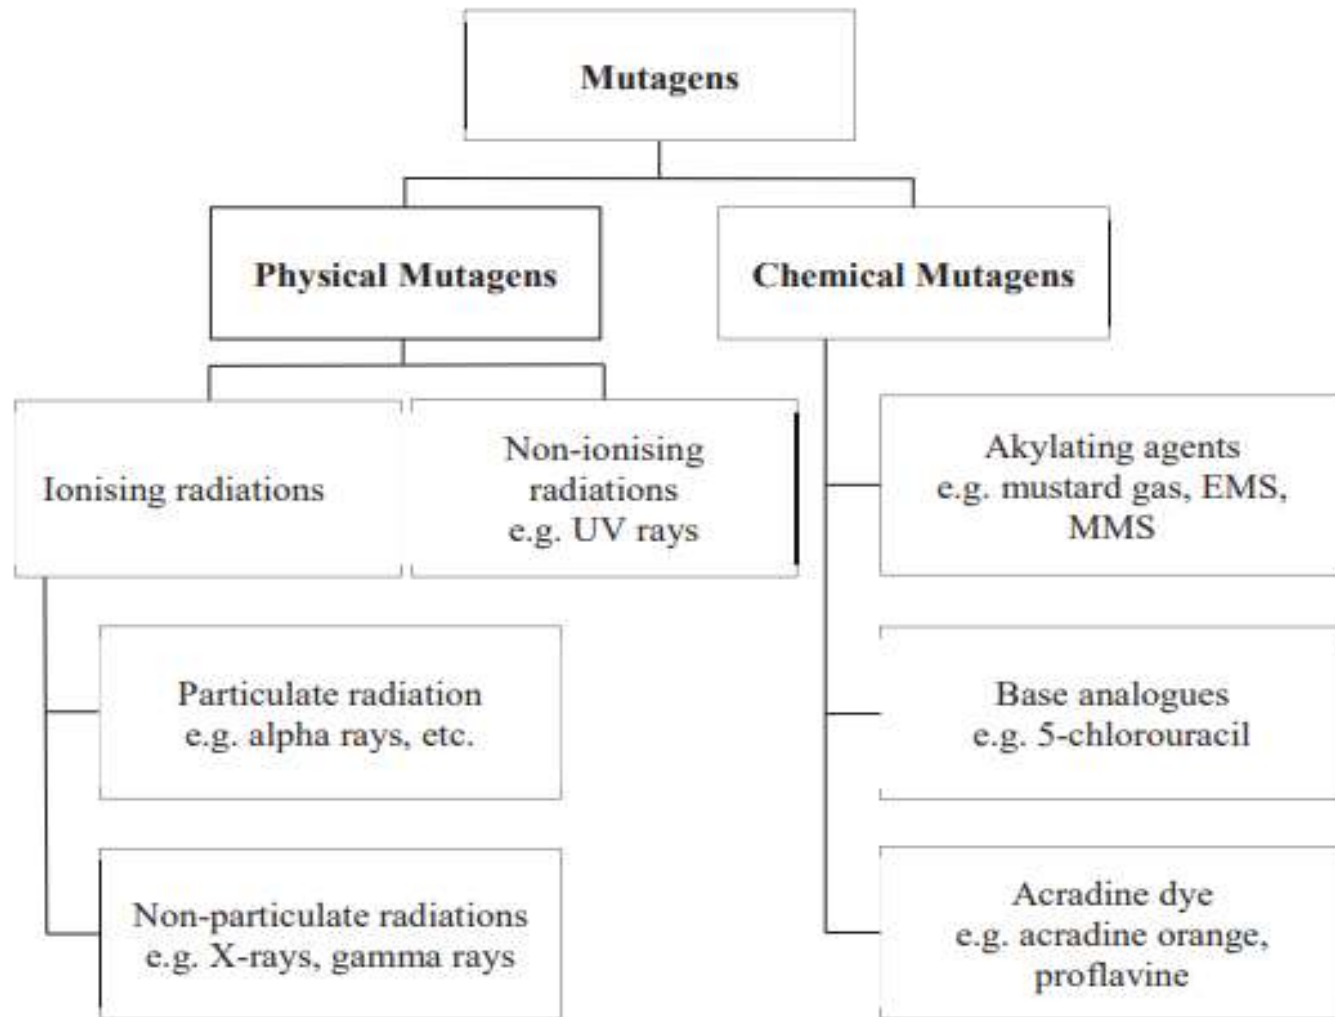 Mutagens
Physical Mutagens
Chemical Mutagens
Ionising radiations
Non-ionising
radiations
e.g. UV rays
Particulate radiation
e.g. alpha rays, etc.
Non-particulate radiations
e.g. X-rays, gamma rays
Akylating agents
e.g. mustard gas, EMS,
MMS
Base analogues
e.g. 5-chlorouracil
Acradine dye
e.g. acradine orange,
proflavine